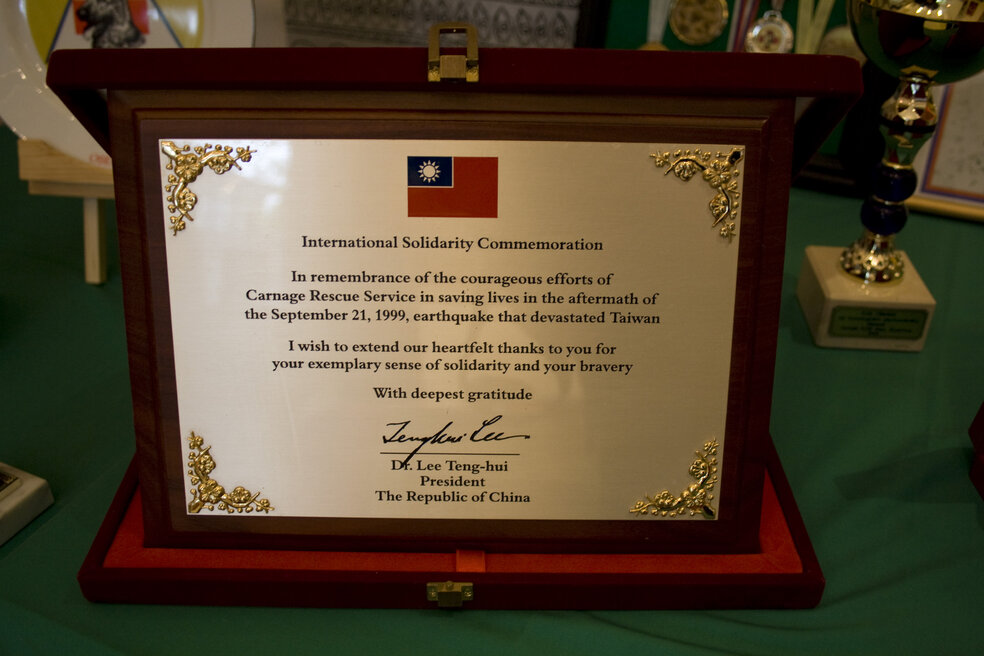 International Solidarity Commemoration
In remembrance of the courageous efforts of
Carnage Rescue Service in saving lives in the aftermath of
the September 21, 1999, earthquake that devastated Taiwan
I wish to extend our heartfelt thanks to you for
your exemplary sense of solidarity and your bravery
With deepest gratitude
Teng-hui Lee
Dr. Lee Teng-hui
President
The Republic of China